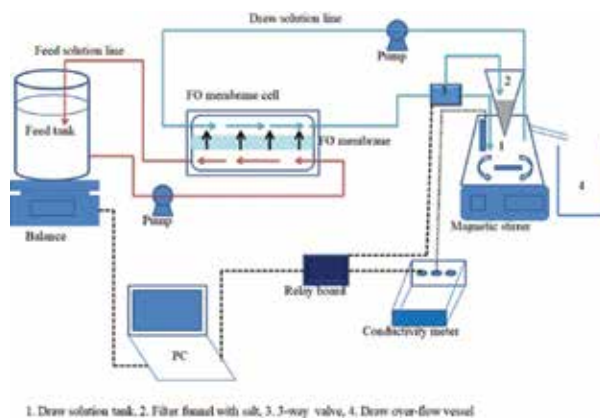 Draw solution line
Feed solution line
Pump
FO membrane cell
3
2
Feed tank
FO membrane
1
4
Pump
Magnetic stirrer
Balance
Relay board
Conductivity meter
PC
1. Draw solution tank, 2. Filter funnel with salt, 3. 3-way valve, 4. Draw over-flow vessel